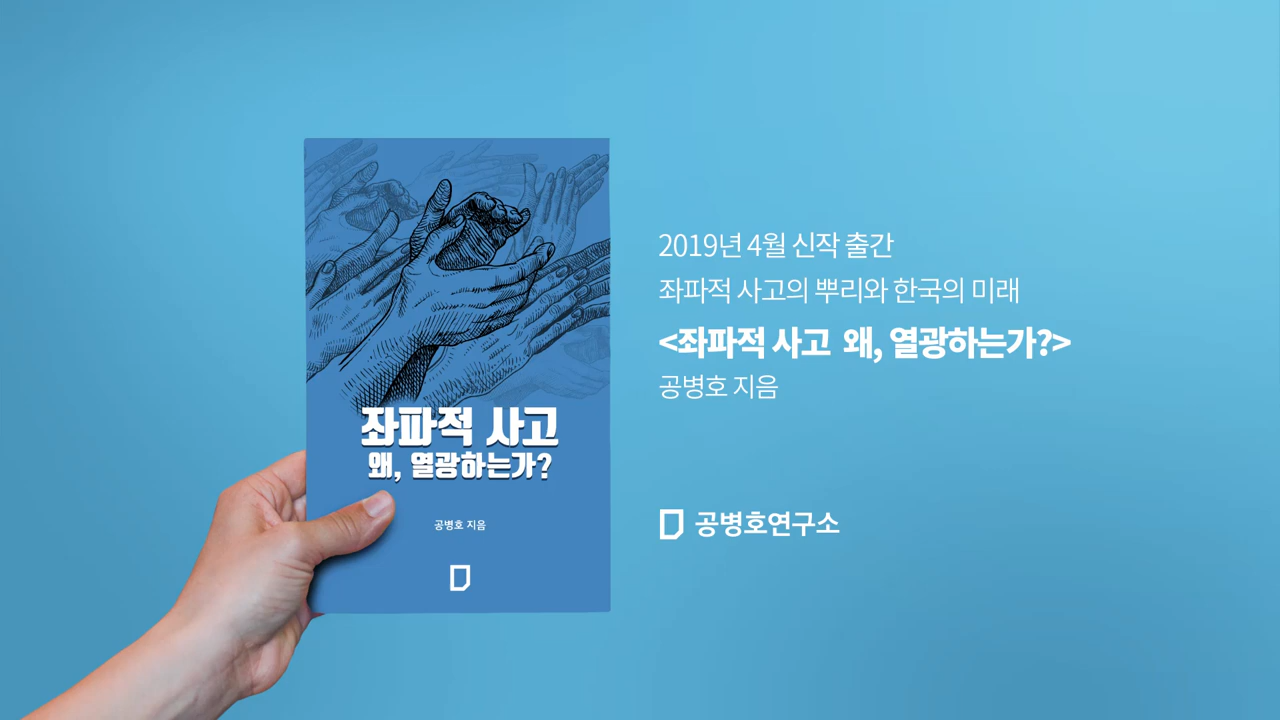 좌파적 사고
왜, 열광하는가?
공병호 지음
2019년 4월 신작 출간
좌파적 사고의 뿌리와 한국의 미래
<좌파적 사고 왜, 열광하는가?>
공병호 지음
공병호연구소